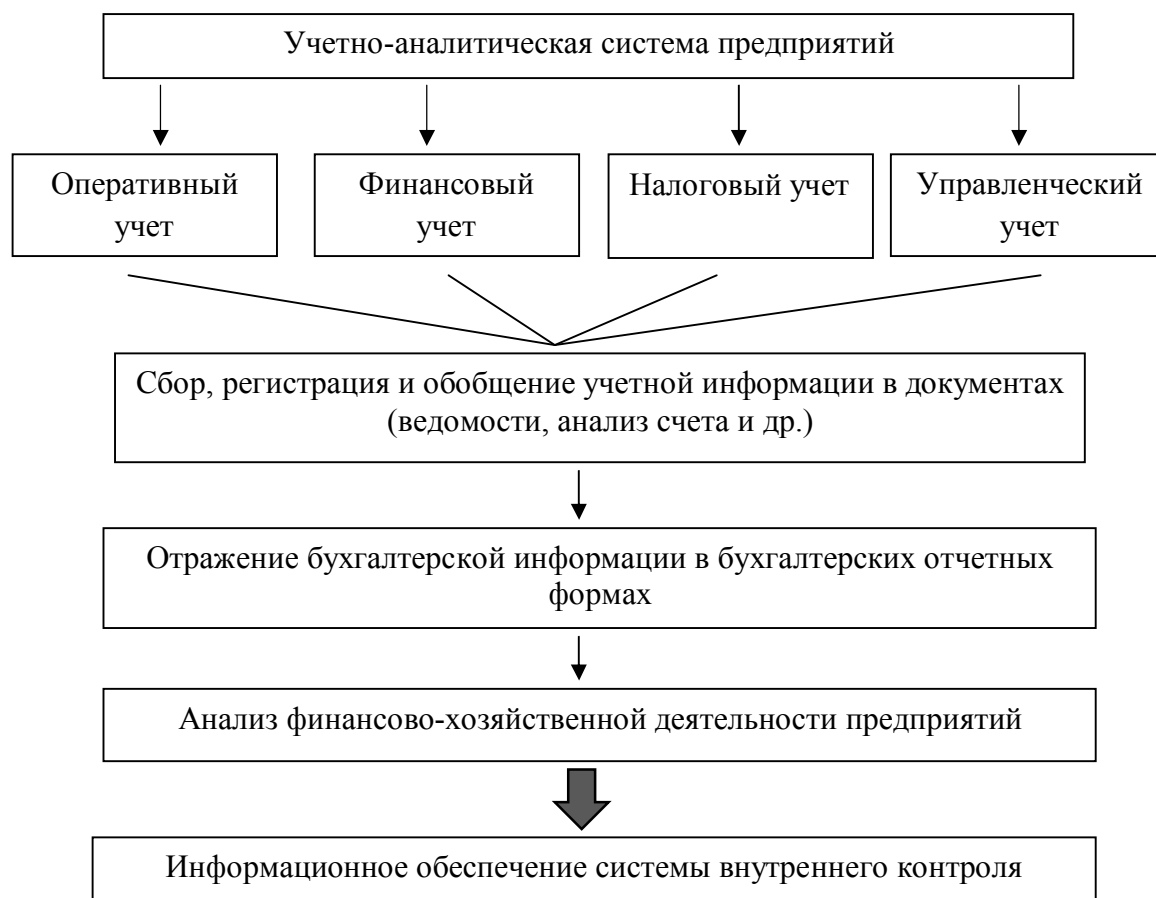 Учетно-аналитическая система предприятий
Оперативный
учет
Финансовый
учет
Налоговый учет
Управленческий
учет
Сбор, регистрация и обобщение учетной информации в документах
(ведомости, анализ счета и др.)
Отражение бухгалтерской информации в бухгалтерских отчетных
формах
Анализ финансово-хозяйственной деятельности предприятий
Информационное обеспечение системы внутреннего контроля